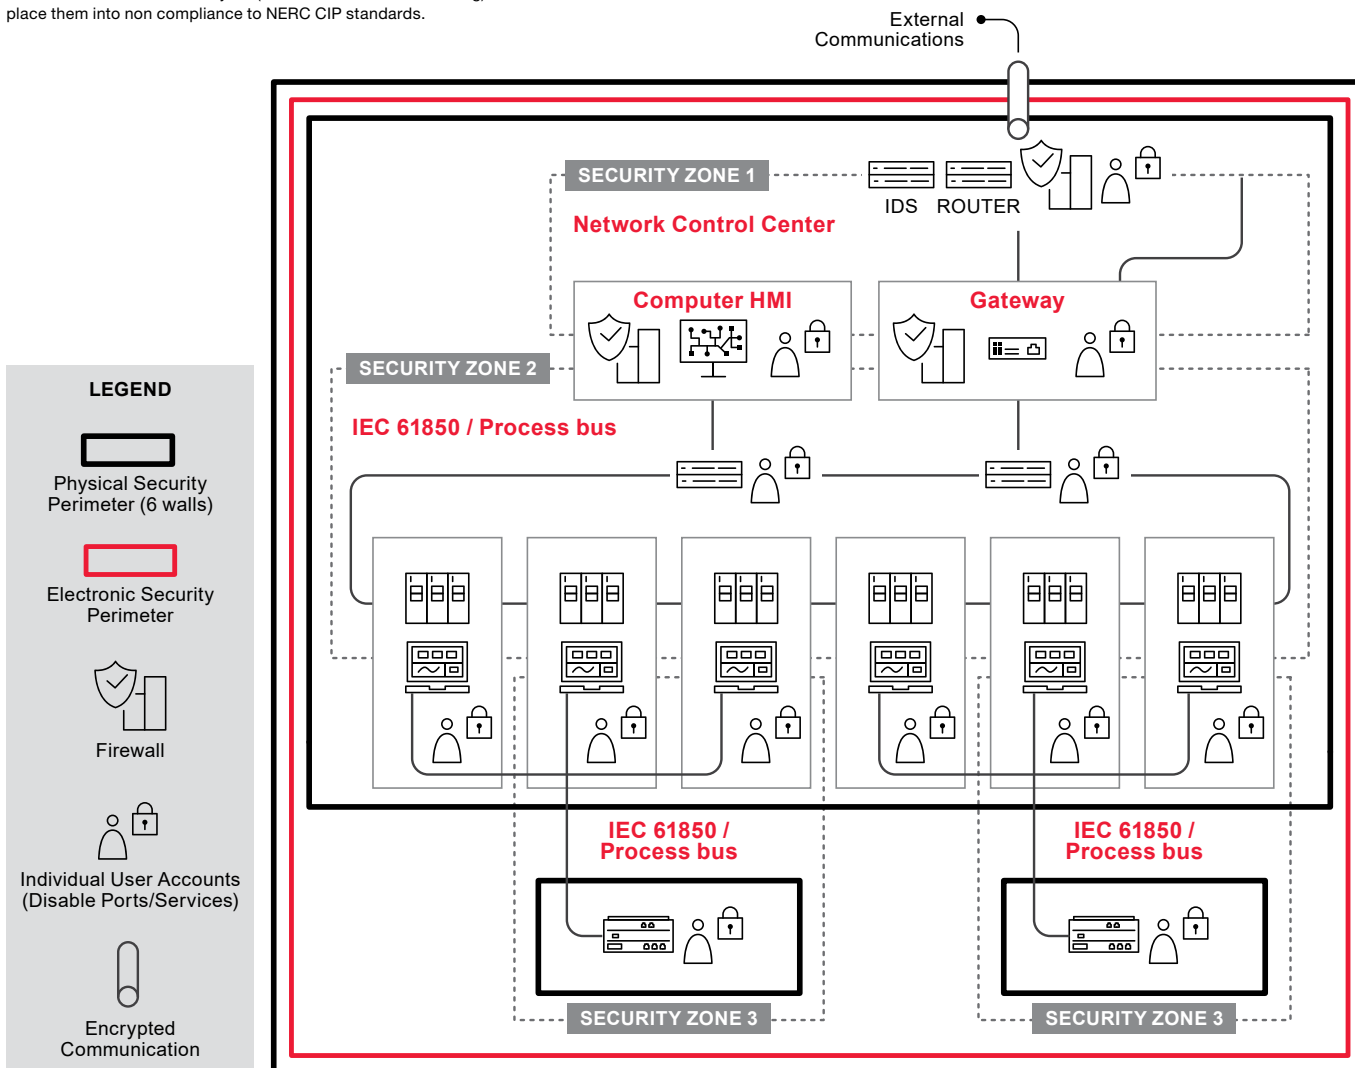 place them into non compliance to NERC CIP standards.
External
Communications
SECURITY ZONE 1
IDS
ROUTER
Network Control Center
Computer HMI
Gateway
SECURITY ZONE 2
IEC 61850 / Process bus
LEGEND
Physical Security
Perimeter (6 walls)
Electronic Security
Perimeter
Firewall
Individual User Accounts
(Disable Ports/Services)
Encrypted
Communication
IEC 61850 /
Process bus
IEC 61850 /
Process bus
SECURITY ZONE 3
SECURITY ZONE 3